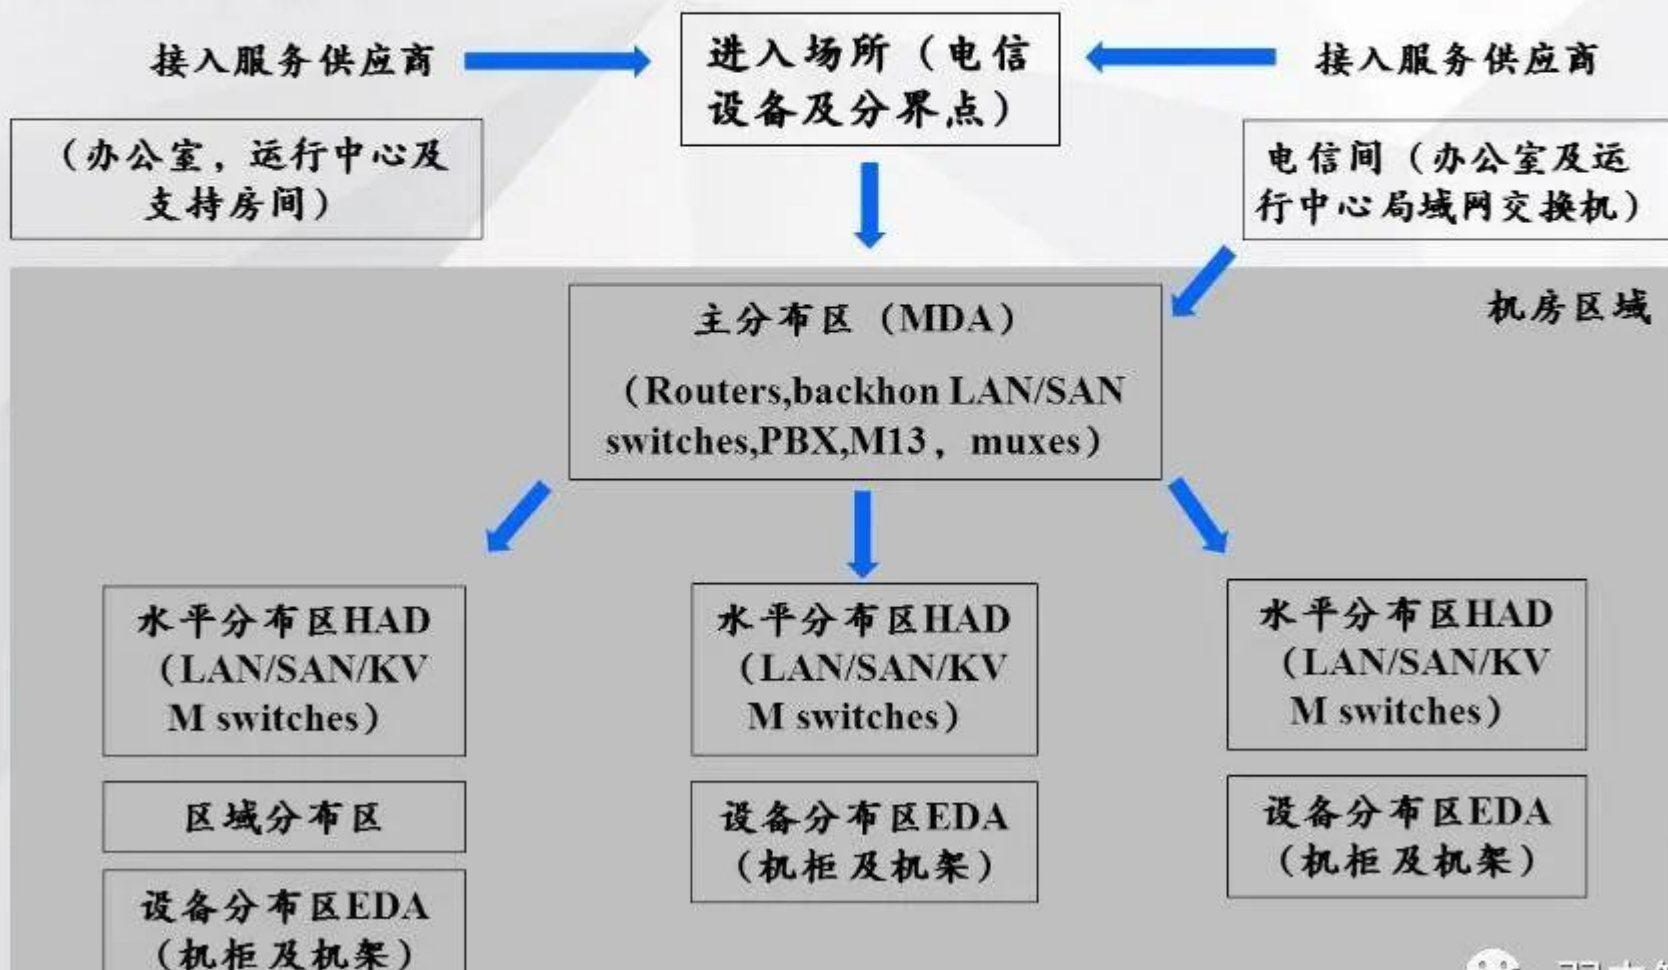 接入服务供应商
进入场所（电信
设备及分界点）
接入服务供应商
（办公室，运行中心及
支持房间）
电信间（办公室及运
行中心局域网交换机）
机房区域
主分布区（MDA）
（Routers,backhon LAN/SAN
switches,PBX,M13，muxes）
水平分布区HAD
（LAN/SAN/KV
M switches）
水平分布区HAD
（LAN/SAN/KV
M switches）
水平分布区HAD
（LAN/SAN/KV
M switches）
区域分布区
设备分布区EDA
（机柜及机架）
设备分布区EDA
（机柜及机架）
设备分布区EDA
（机柜及机架）